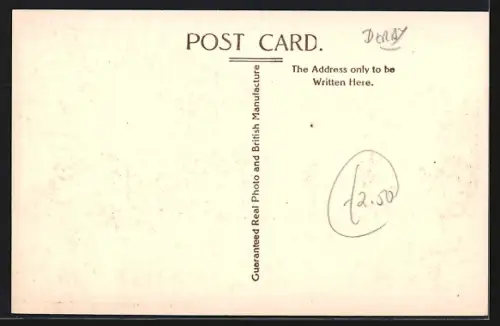 POST CARD.
DERBY
The Address only to be
Written Here.
Guaranteed Real Photo and British Manufacture
£2.50